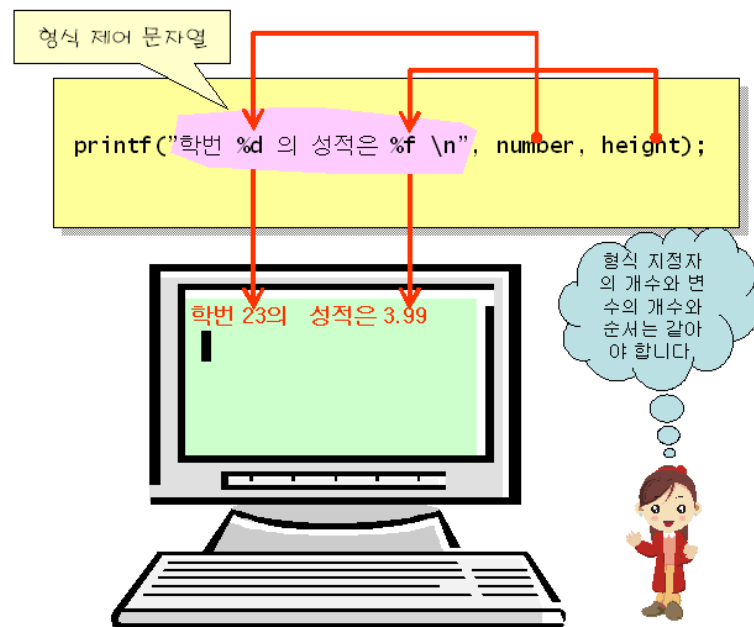 형식 제어 문자열
printf("학번 %d 의 성적은 %f \n", number, height);
학번 23의 성적은 3.99
형식 지정자
의 개수와 변
수의 개수와
순서는 같아
야 합니다